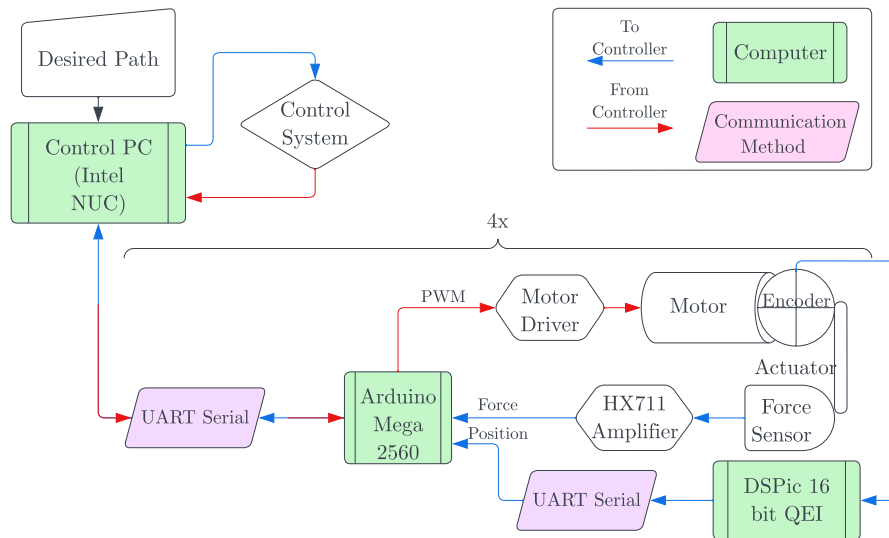 Desired Path
Control PC
(Intel
NUC)
Control
System
To
Controller
From
Controller
Computer
Communication
Method
4x
PWM
Motor
Driver
Motor
Encoder
Actuator
UART Serial
Arduino
Mega
2560
Force
Position
HX711
Amplifier
Force
Sensor
UART Serial
DSPic 16
bit QEI